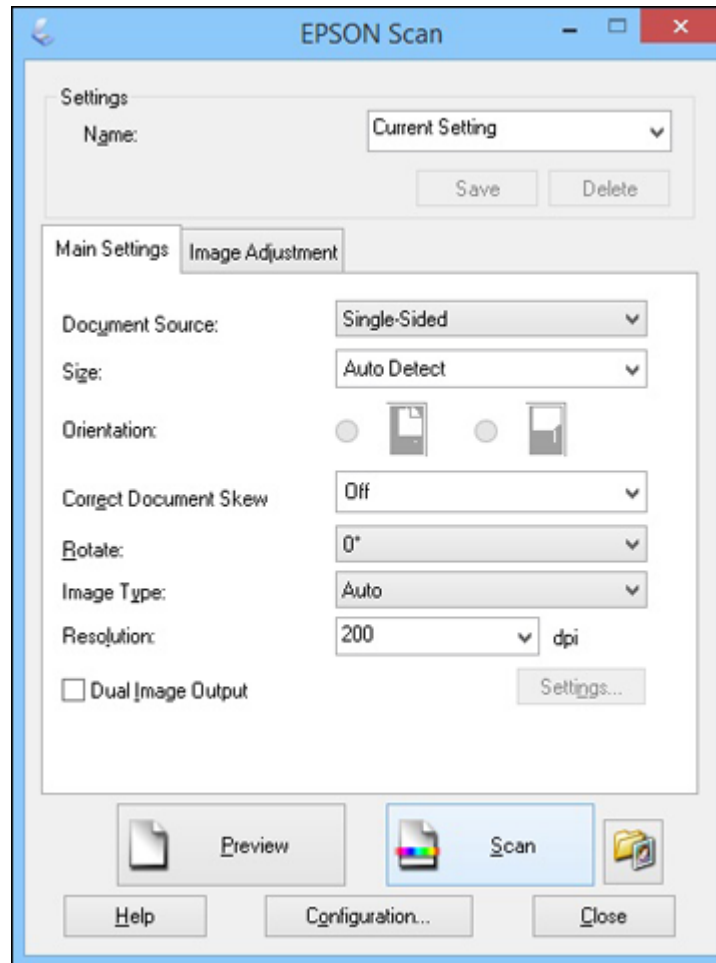 EPSON Scan
Settings
Name: Current Setting
Save Delete
Main Settings Image Adjustment
Document Source: Single-Sided
Size: Auto Detect
Orientation:
Correct Document Skew Off
Rotate: 0°
Image Type: Auto
Resolution: 200 dpi
Dual Image Output Settings...
Preview Scan
Help Configuration... Close